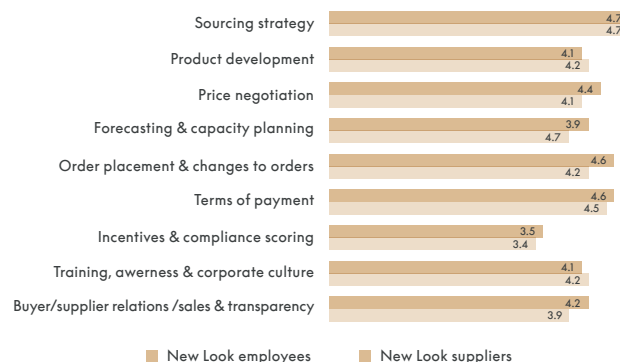 Sourcing strategy 4.7
4.7
Product development 4.1
4.2
Price negotiation 4.4
4.1
Forecasting & capacity planning 3.9
4.7
Order placement & changes to orders 4.6
4.2
Terms of payment 4.6
4.5
Incentives & compliance scoring 3.5
3.4
Training, awerness & corporate culture 4.1
4.2
Buyer/supplier relations /sales & transparency 4.2
3.9
New Look employees New Look suppliers